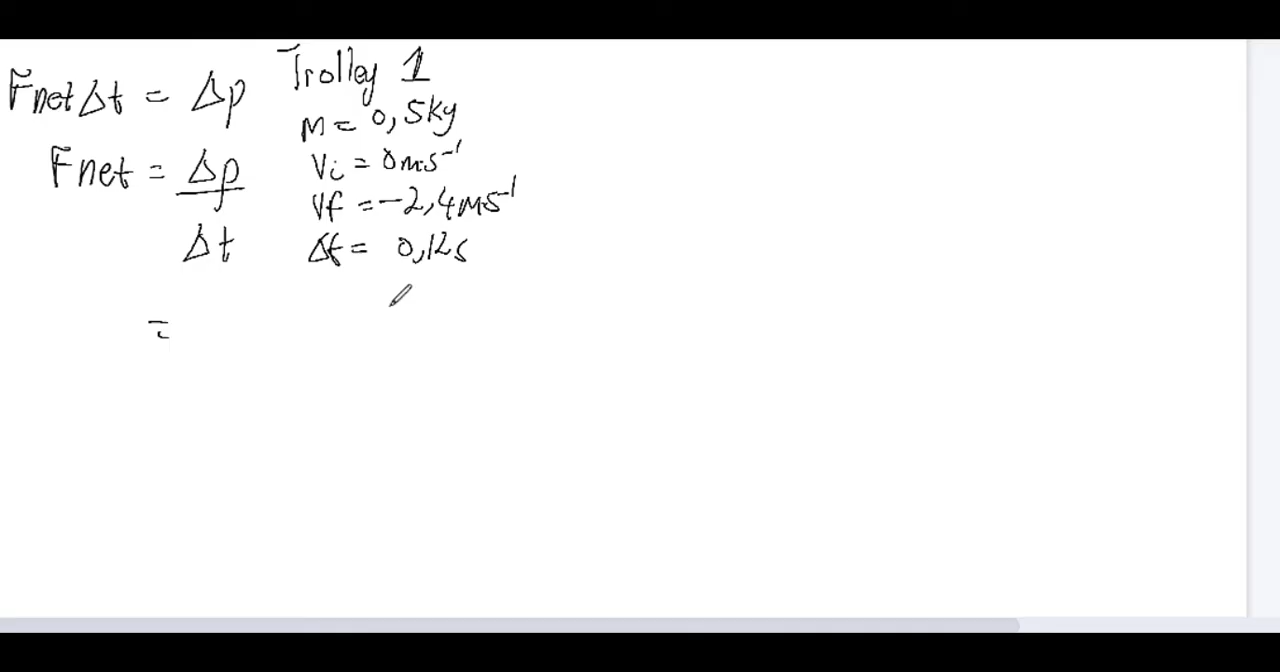 Fnet Δt = Δp
Fnet = Δp
Δt
=
Trolley 1
m = 0,5kg
Vi = 0ms⁻¹
Vf = -2,4ms⁻¹
Δt = 0,12s